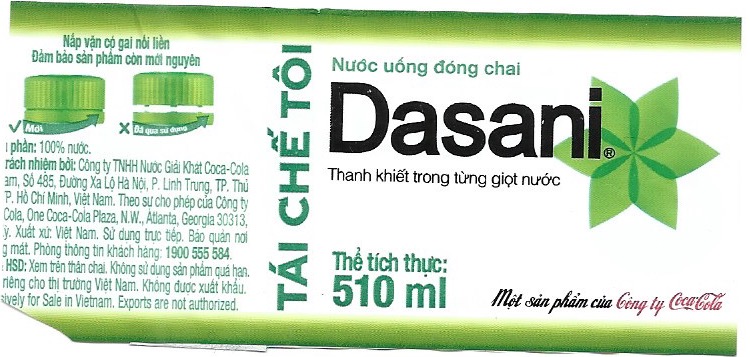 Nắp vặn có gai nối liền
Đảm bảo sản phẩm còn mới nguyên
Mới
Đã qua sử dụng
phần: 100% nước.
rách nhiệm bởi: Công ty TNHH Nước Giải Khát Coca-Cola
am, Số 485, Đường Xa Lộ Hà Nội, P. Linh Trung, TP. Thủ
P. Hồ Chí Minh, Việt Nam. Theo sự cho phép của Công ty
Cola, One Coca-Cola Plaza, N.W., Atlanta, Georgia 30313,
ỹ. Xuất xứ: Việt Nam. Sử dụng trực tiếp. Bảo quản nơi
g mát. Phòng thông tin khách hàng: 1900 555 584.
HSD: Xem trên thân chai. Không sử dụng sản phẩm quá hạn.
riêng cho thị trường Việt Nam. Không được xuất khẩu.
sively for Sale in Vietnam. Exports are not authorized.
TÁI CHẾ TÔI
Nước uống đóng chai
Dasani®
Thanh khiết trong từng giọt nước
Thể tích thực:
510 ml
Một sản phẩm của Công ty Coca-Cola